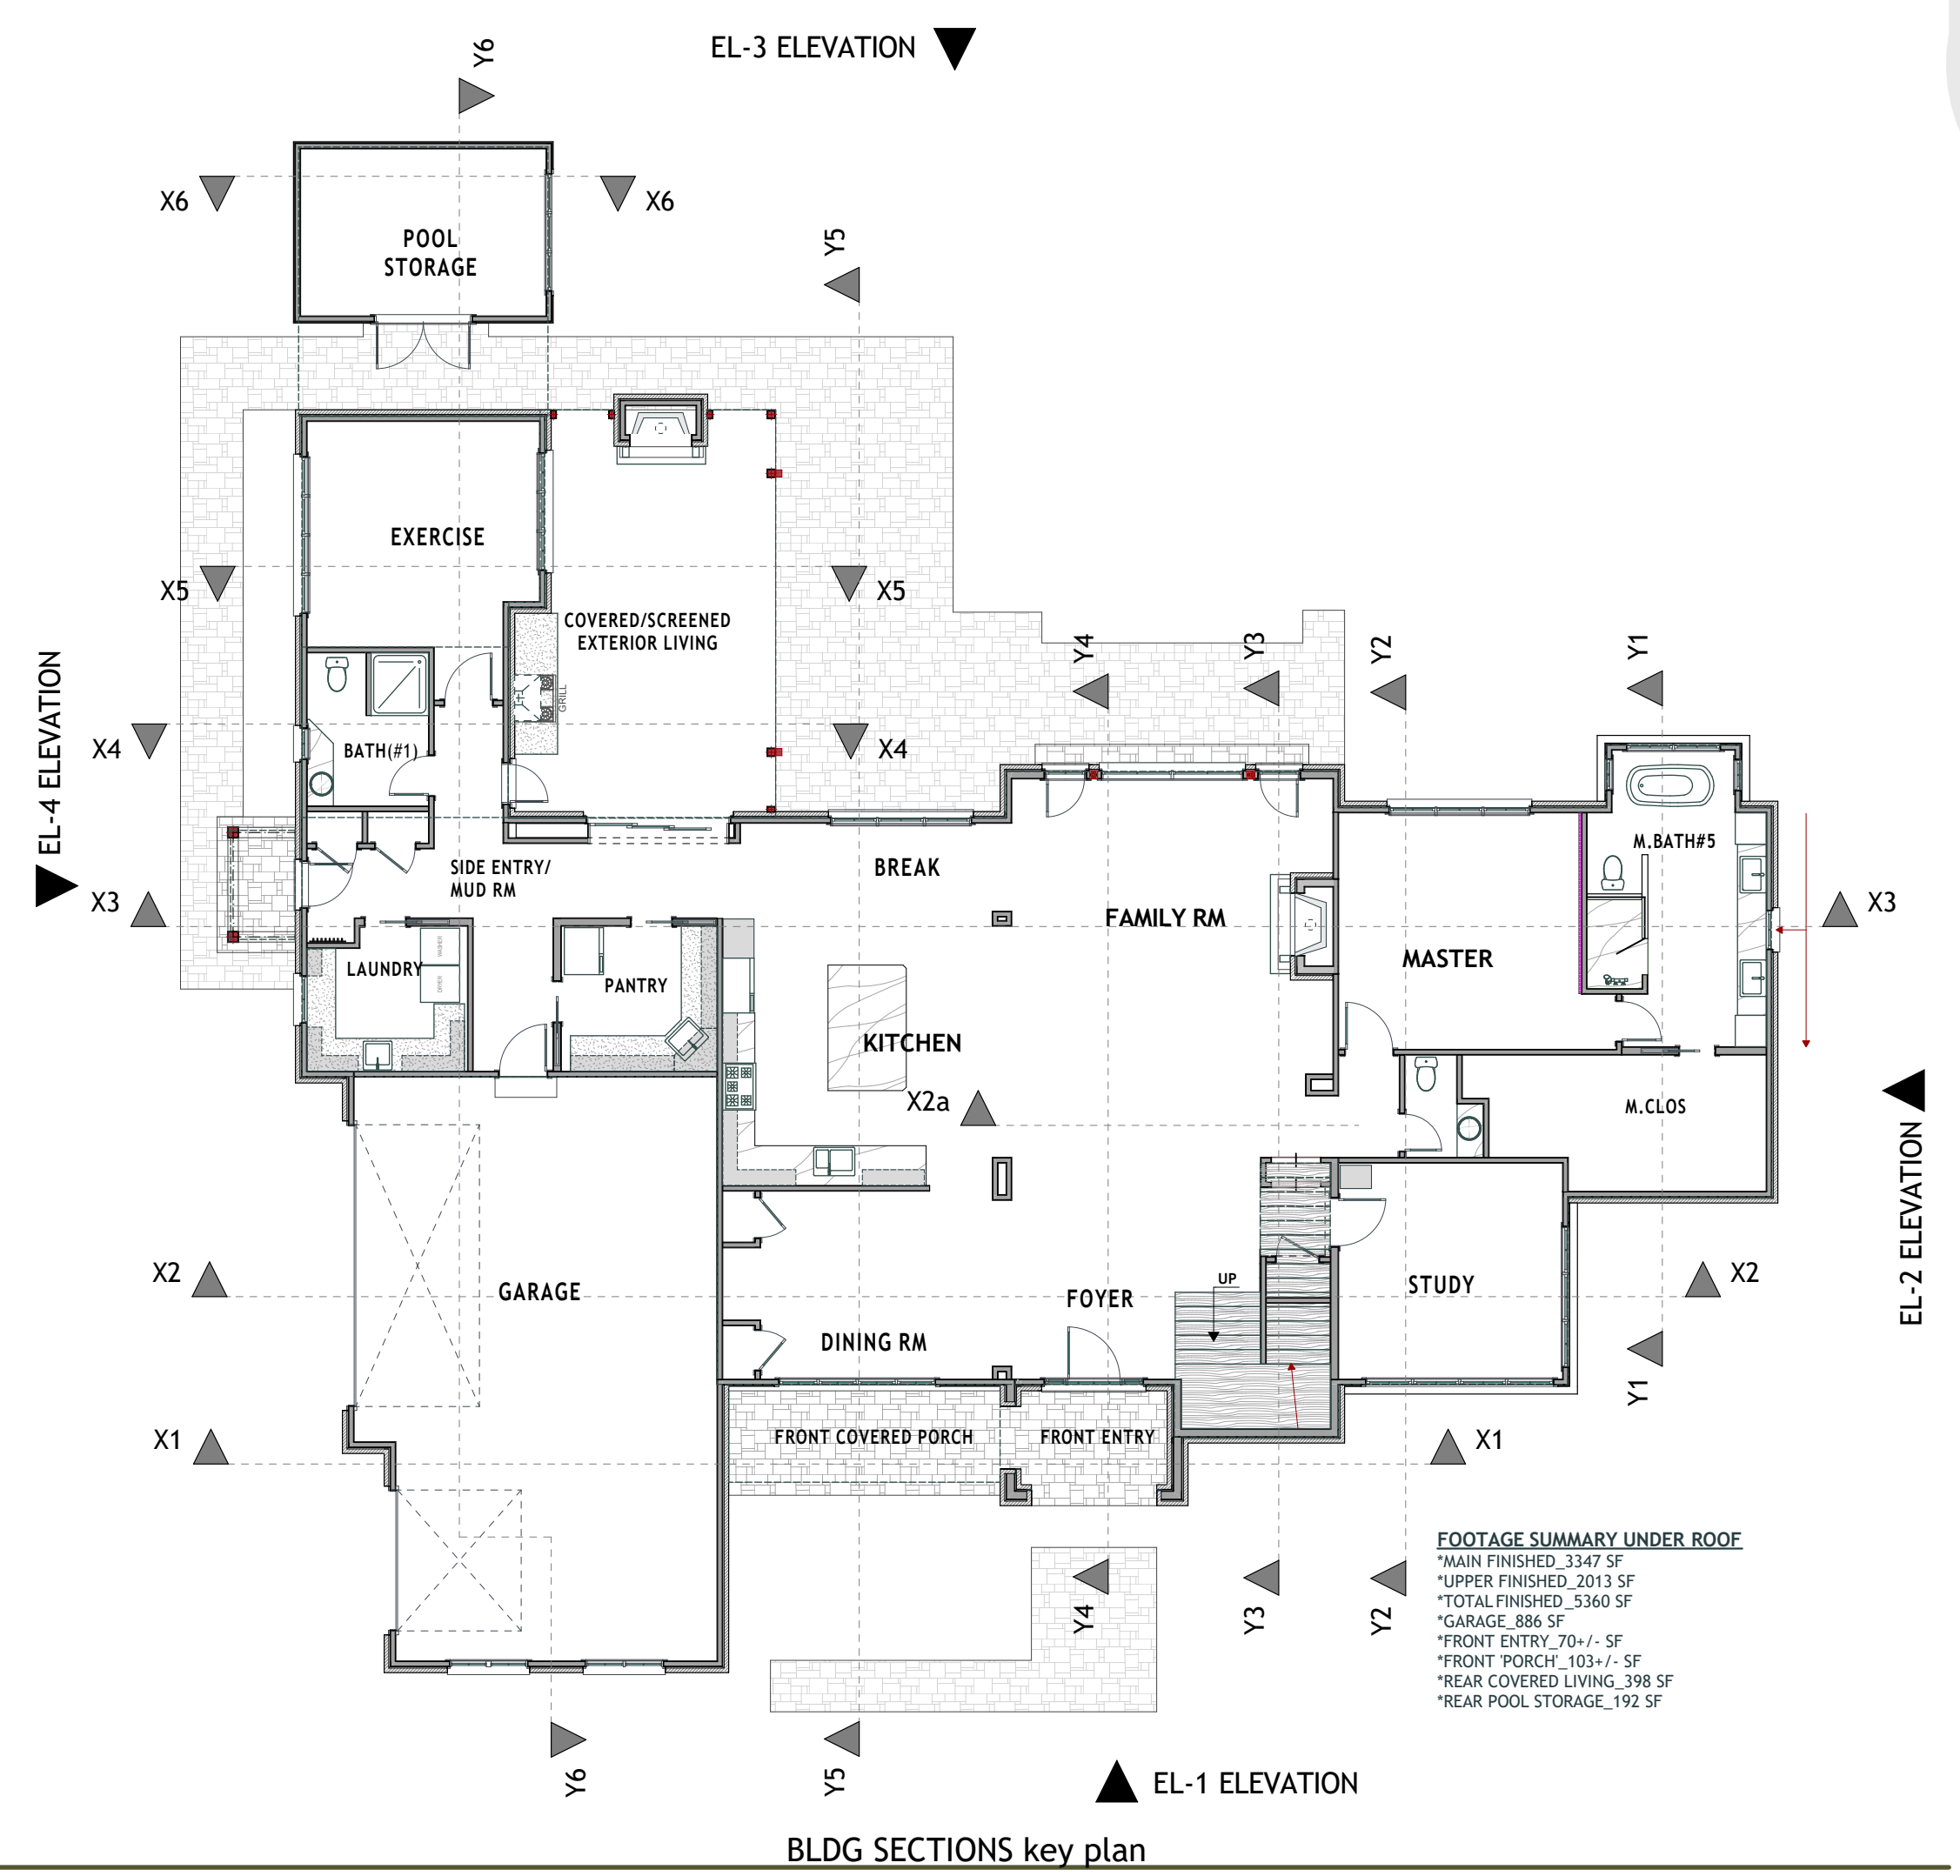 EL-3 ELEVATION
Y6
X6
X6
POOL
STORAGE
Y5
EXERCISE
X5
X5
COVERED/SCREENED
EXTERIOR LIVING
GRILL
Y4
Y3
Y2
Y1
EL-4 ELEVATION
X4
BATH(#1)
X4
M.BATH#5
SIDE ENTRY/
MUD RM
BREAK
X3
FAMILY RM
X3
MASTER
LAUNDRY
WASHER
DRIER
PANTRY
KITCHEN
X2a
M.CLOS
EL-2 ELEVATION
X2
GARAGE
FOYER
UP
STUDY
X2
DINING RM
Y1
X1
FRONT COVERED PORCH
FRONT ENTRY
X1
FOOTAGE SUMMARY UNDER ROOF
*MAIN FINISHED_3347 SF
*UPPER FINISHED_2013 SF
*TOTAL FINISHED_5360 SF
*GARAGE_886 SF
*FRONT ENTRY_70+/- SF
*FRONT 'PORCH'_103+/- SF
*REAR COVERED LIVING_398 SF
*REAR POOL STORAGE_192 SF
Y4
Y3
Y2
Y6
Y5
EL-1 ELEVATION
BLDG SECTIONS key plan